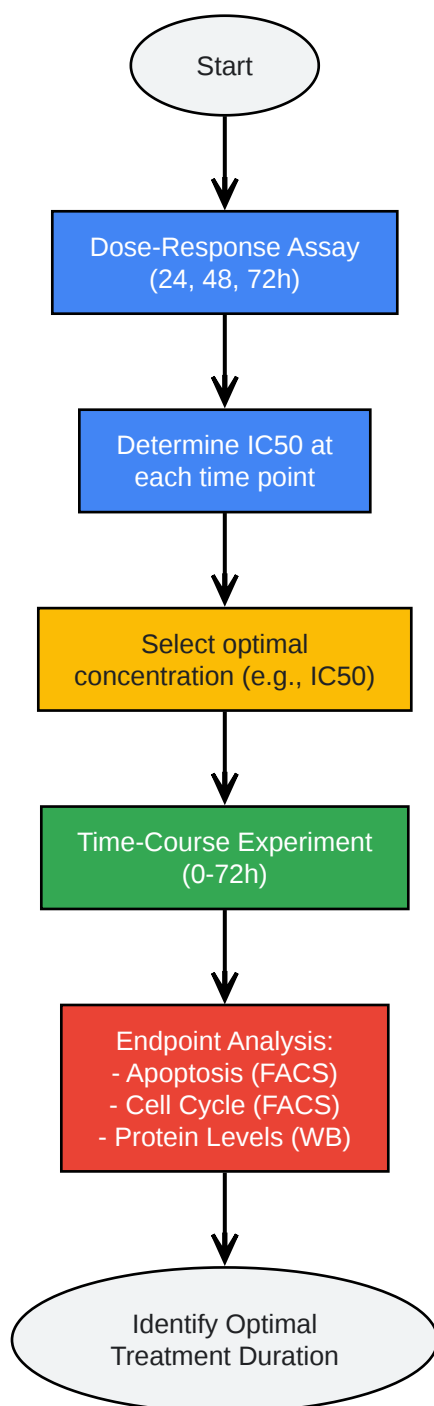 Start
Dose-Response Assay
(24, 48, 72h)
Determine IC50 at
each time point
Select optimal
concentration (e.g., IC50)
Time-Course Experiment
(0-72h)
Endpoint Analysis:
- Apoptosis (FACS)
- Cell Cycle (FACS)
- Protein Levels (WB)
Identify Optimal
Treatment Duration